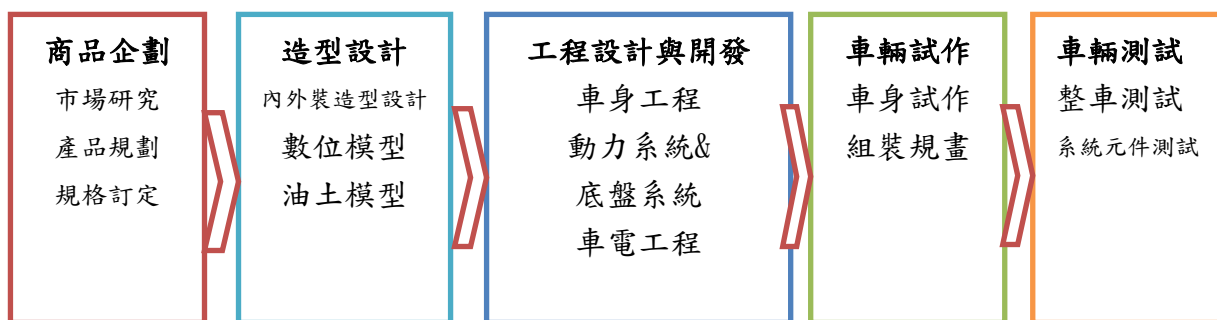 商品企劃
市場研究
產品規劃
規格訂定
造型設計
內外裝造型設計
數位模型
油土模型
工程設計與開發
車身工程
動力系統&
底盤系統
車電工程
車輛試作
車身試作
組裝規畫
車輛測試
整車測試
系統元件測試